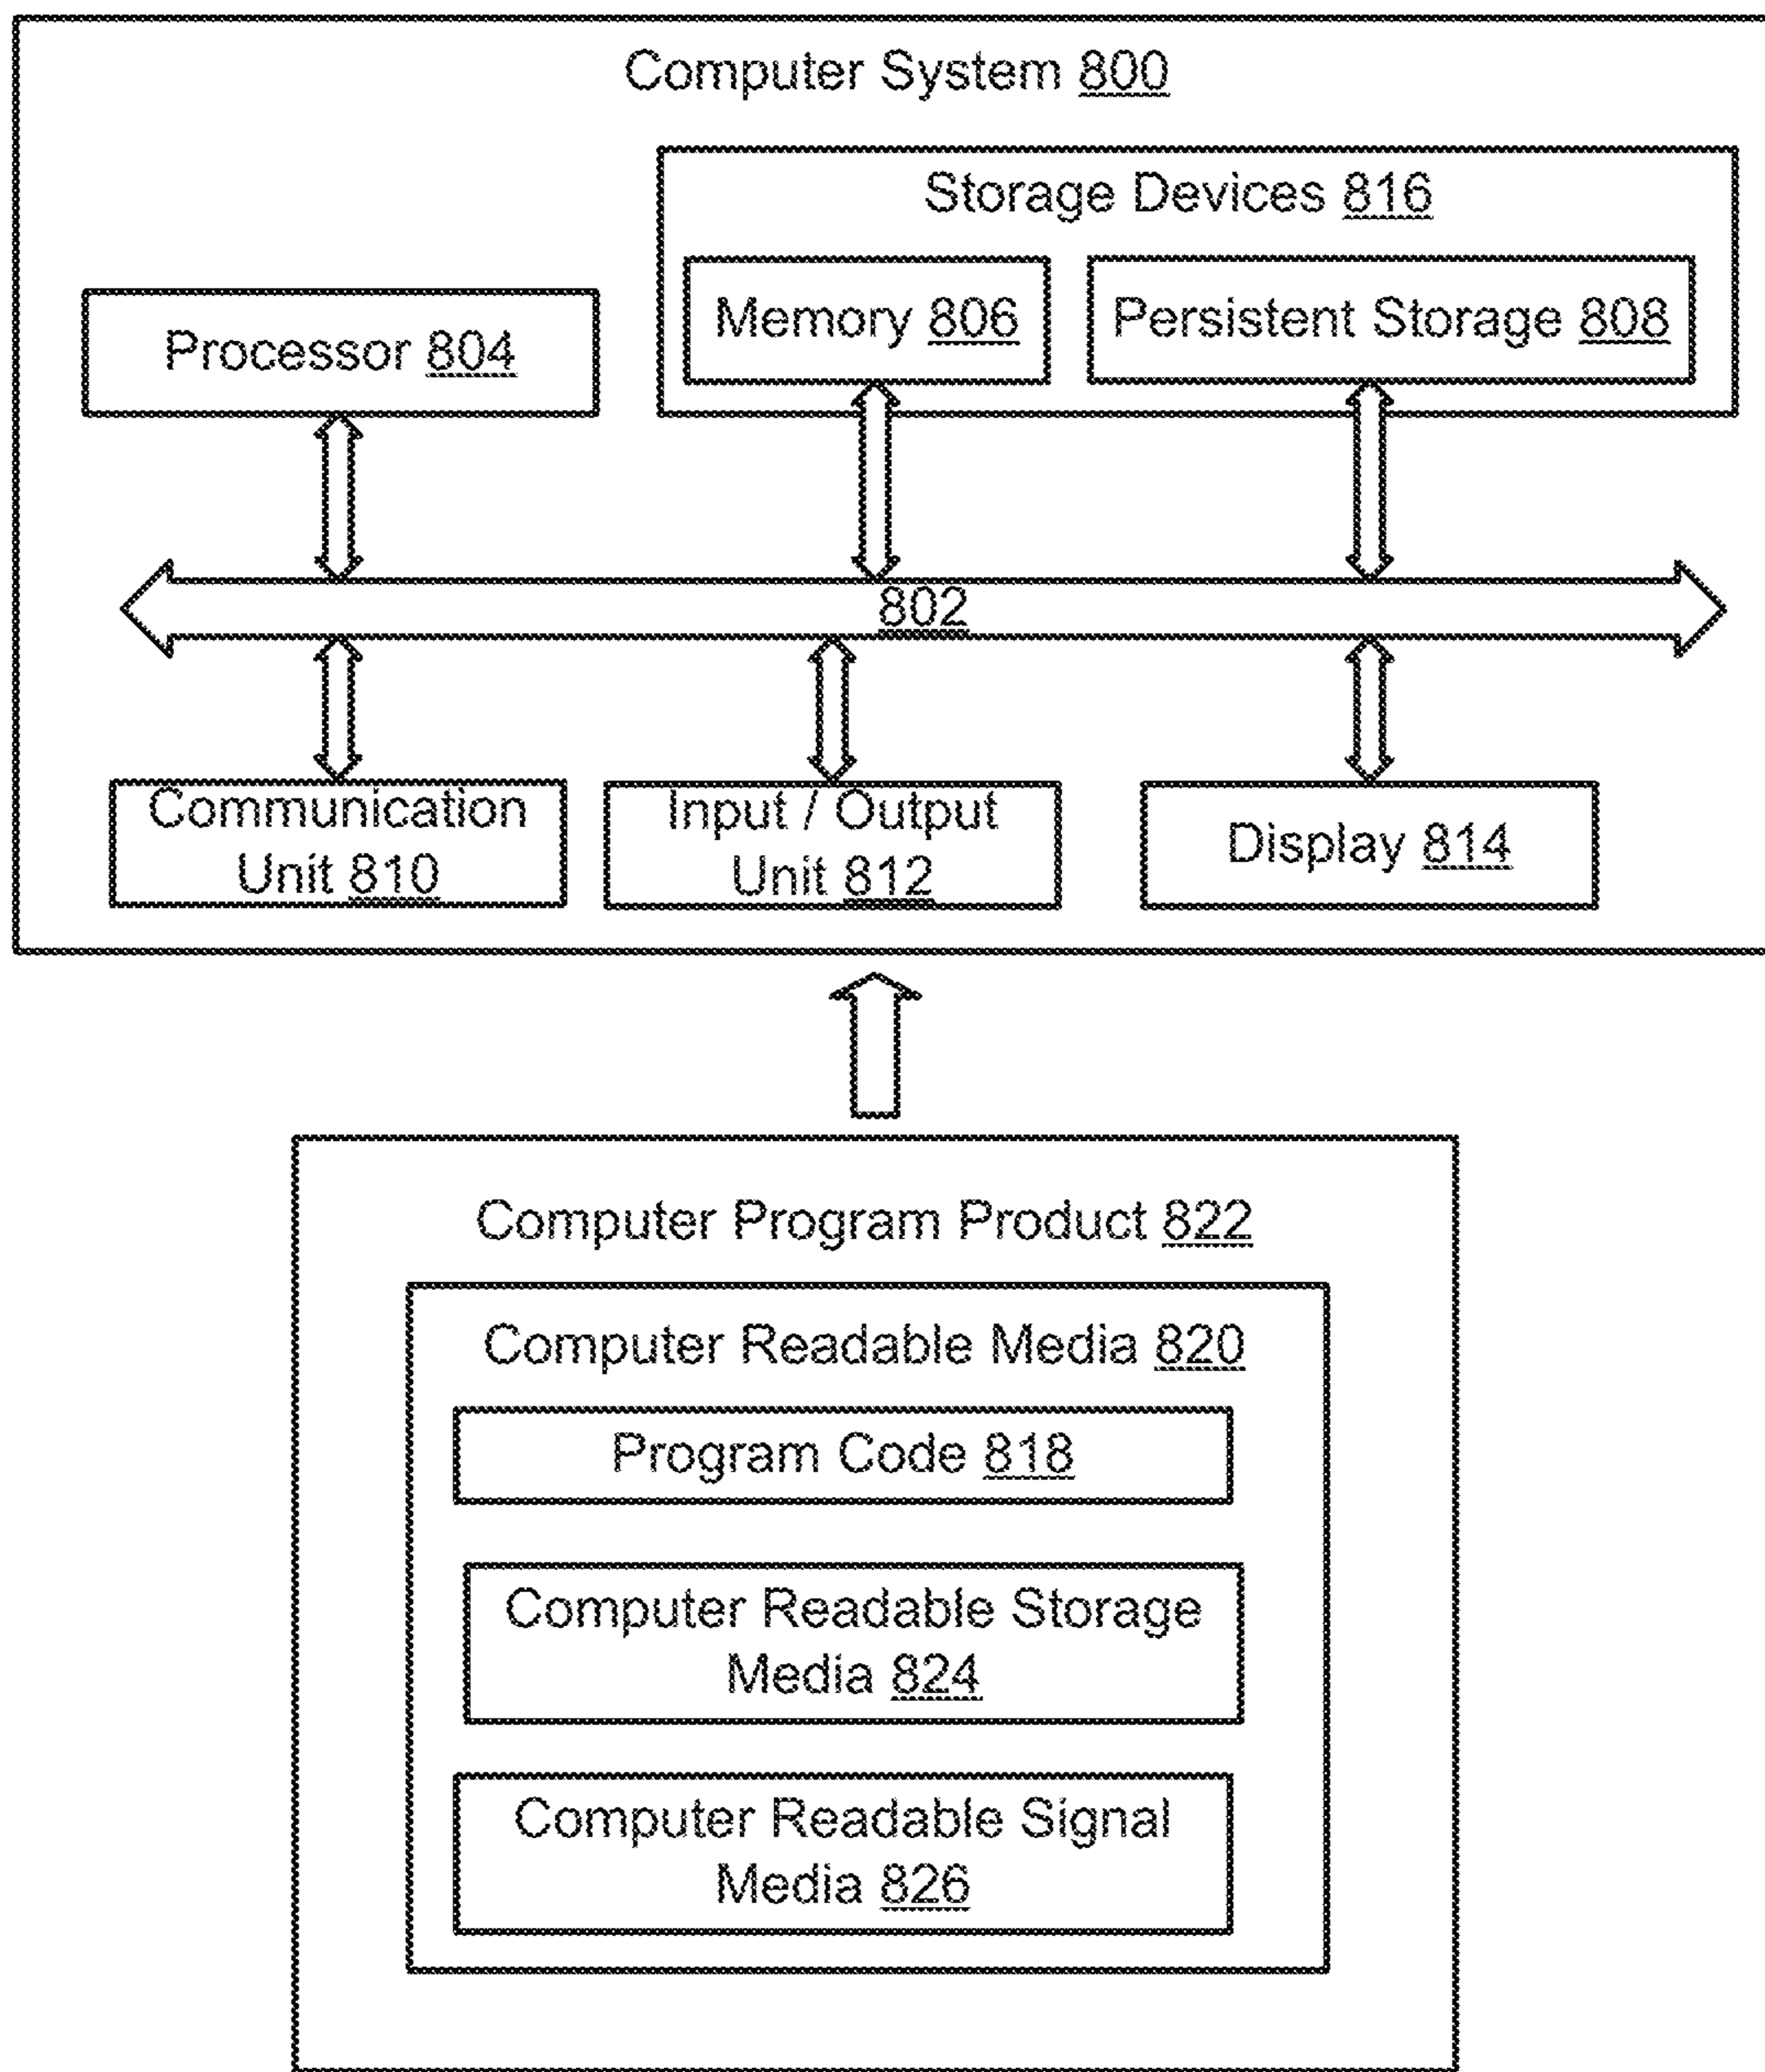 Computer System 800
Storage Devices 816
Memory 806
Persistent Storage 808
Processor 804
802
Communication
Unit 810
Input / Output
Unit 812
Display 814
Computer Program Product 822
Computer Readable Media 820
Program Code 818
Computer Readable Storage
Media 824
Computer Readable Signal
Media 826